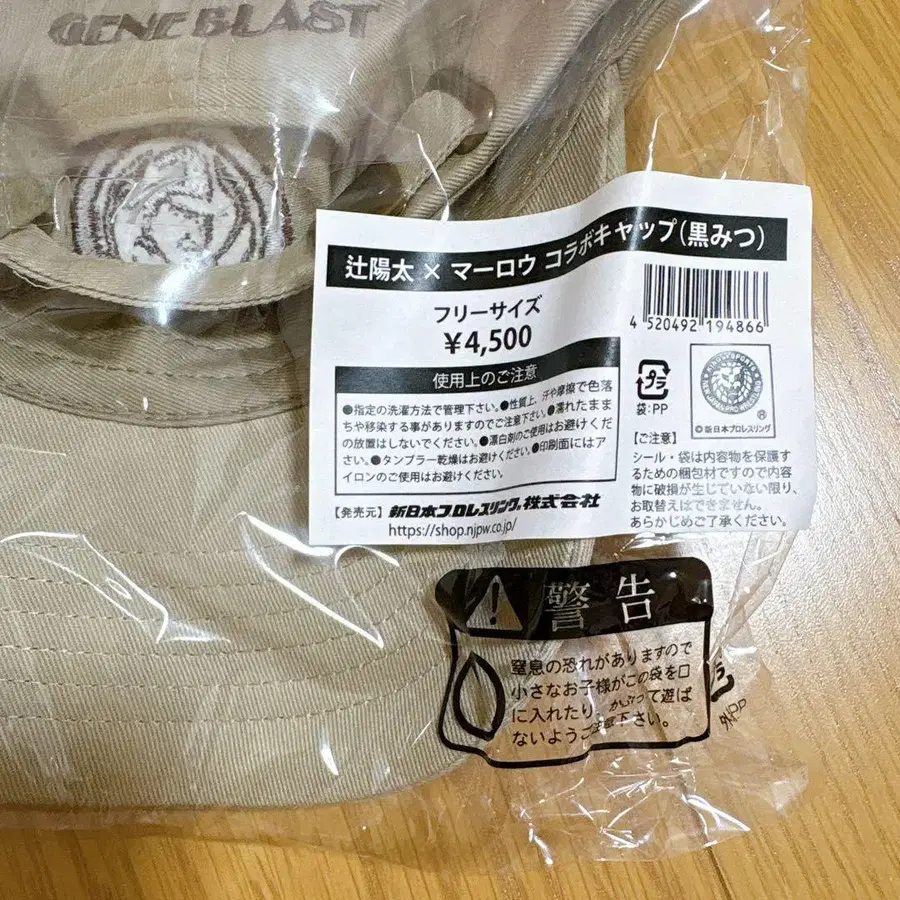 GENE BLAST
辻陽太 × マーロウ コラボキャップ(黒みつ)
フリーサイズ
¥4,500
4 520492 194866
使用上のご注意
●指定の洗濯方法で管理下さい。●性質上、汗や摩擦で色落
ちや移染する事がありますのでご注意下さい。●濡れたまま
の放置はしないでください。●漂白剤のご使用はお避けくだ
さい。●タンブラー乾燥はお避けください。●印刷面にはア
イロンのご使用はお避けください。
【発売元】 新日本プロレスリング株式会社
https://shop.njpw.co.jp/
プラ
袋:PP
®
©新日本プロレスリング
【ご注意】
シール・袋は内容物を保護す
るための梱包材ですので内容
物に破損が生じていない限り、
お取替えはできません。
あらかじめご了承ください。
警告
窒息の恐れがありますので
小さなお子様がこの袋を口
に入れたり、かぶって遊ば
ないようご注意下さい。
プラ